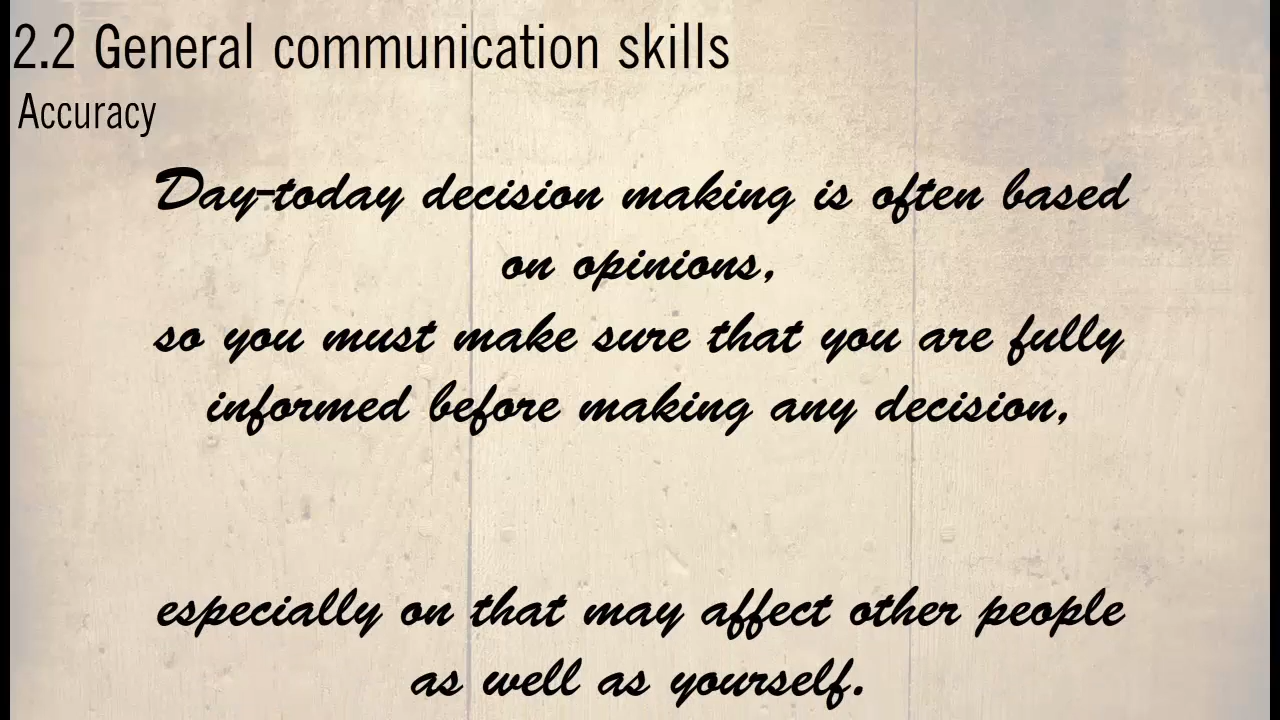 2.2 General communication skills
Accuracy
Day-today decision making is often based
on opinions,
so you must make sure that you are fully
informed before making any decision,
especially on that may affect other people
as well as yourself.